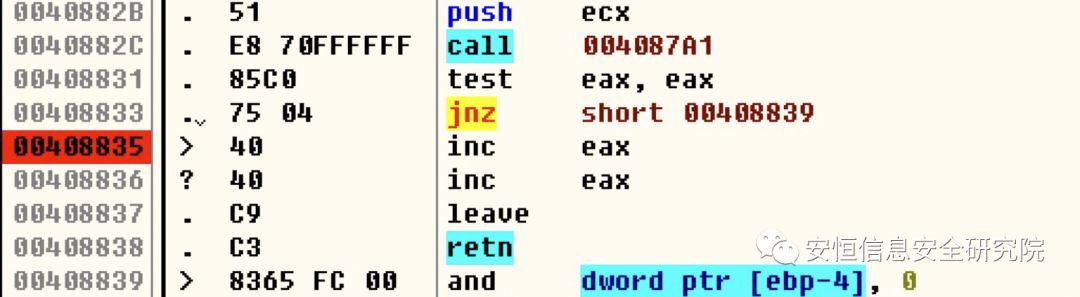 0040882B . 51 push ecx
0040882C . E8 70FFFFFF call 004087A1
00408831 . 85C0 test eax, eax
00408833 .⌄ 75 04 jnz short 00408839
00408835 > 40 inc eax
00408836 ? 40 inc eax
00408837 . C9 leave
00408838 . C3 retn
00408839 > 8365 FC 00 and dword ptr [ebp-4], 0
安恒信息安全研究院